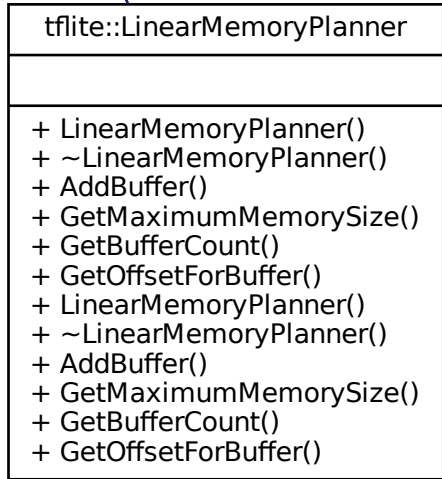 tflite::LinearMemoryPlanner
+ LinearMemoryPlanner()
+ ~LinearMemoryPlanner()
+ AddBuffer()
+ GetMaximumMemorySize()
+ GetBufferCount()
+ GetOffsetForBuffer()
+ LinearMemoryPlanner()
+ ~LinearMemoryPlanner()
+ AddBuffer()
+ GetMaximumMemorySize()
+ GetBufferCount()
+ GetOffsetForBuffer()